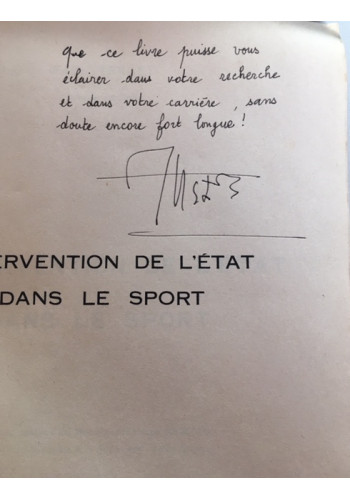 que ce livre puisse vous
éclairer dans votre recherche
et dans votre carrière, sans
doute encore fort longue !
ERVENTION DE L'ÉTAT
DANS LE SPORT